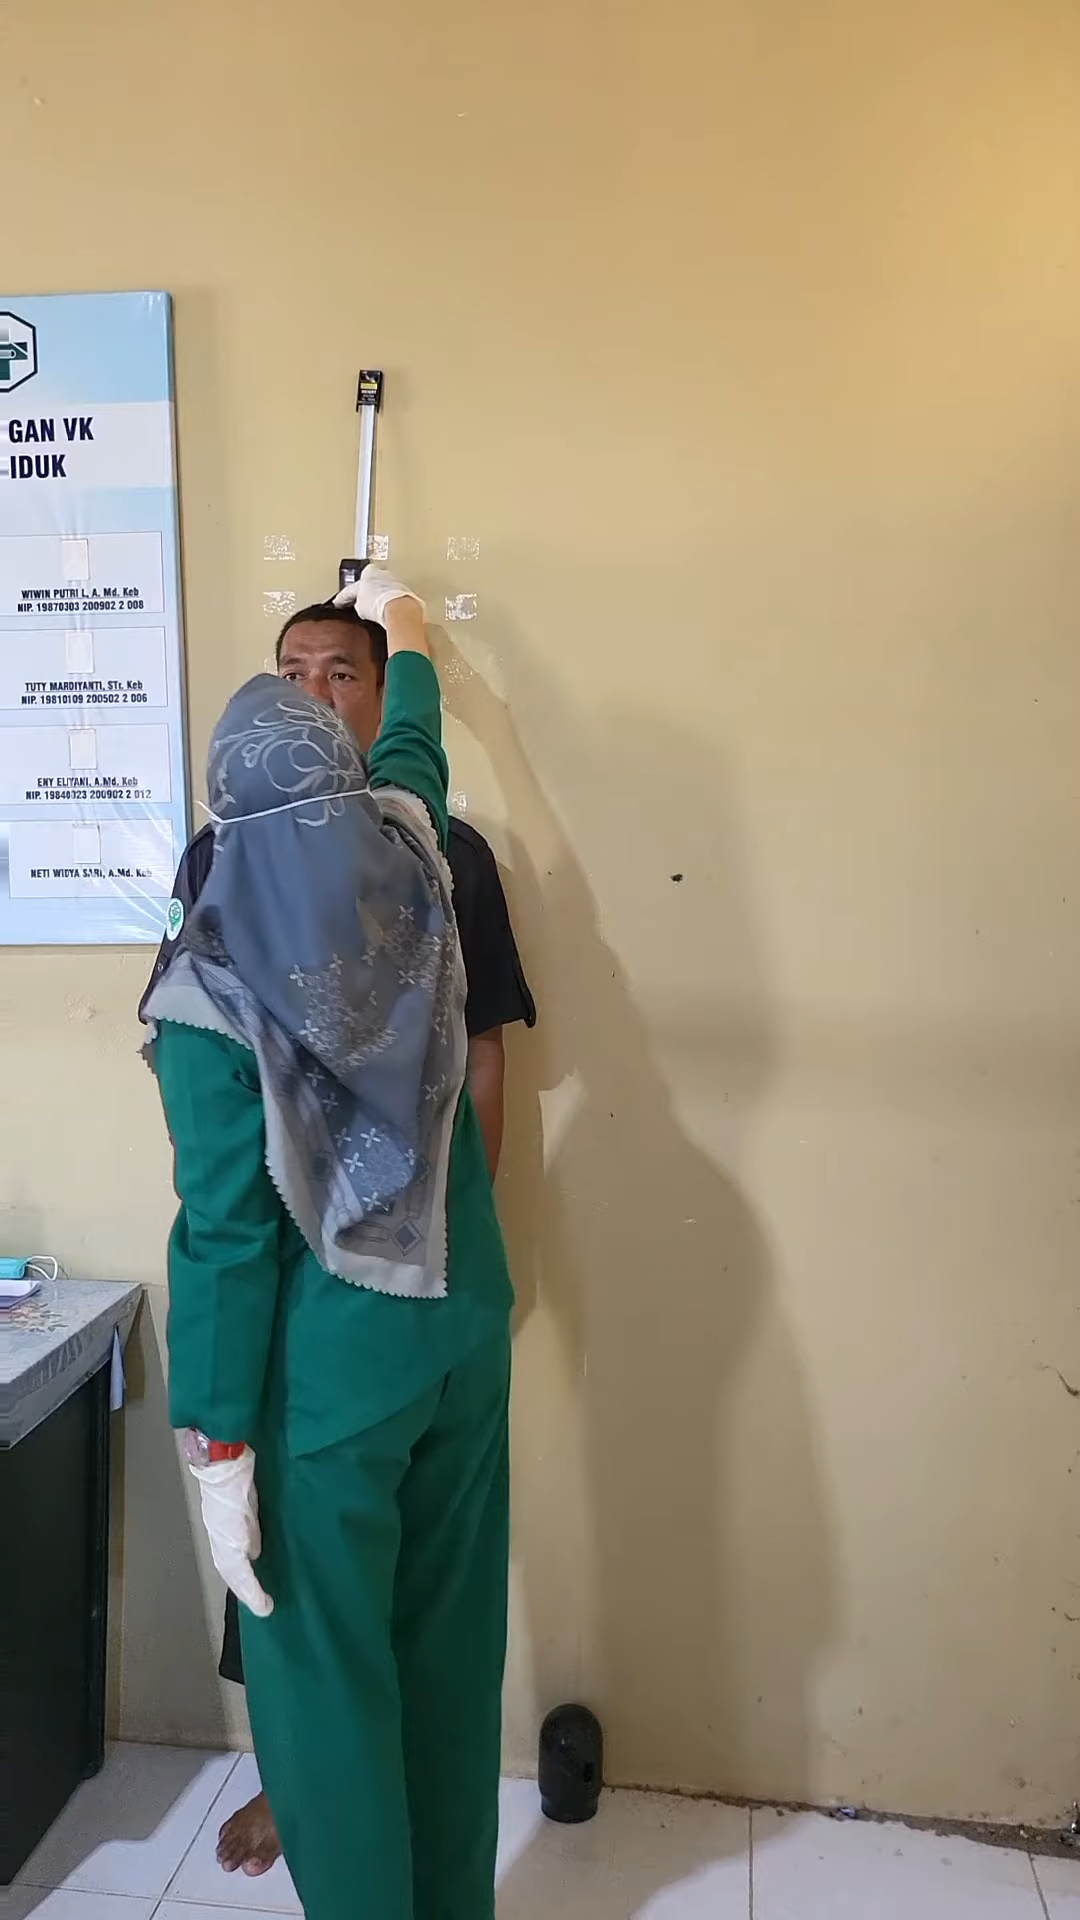 GAN VK
IDUK
WIWIN PUTRI L, A. Md. Keb
NIP. 19870303 200902 2 008
TUTY MARDIYANTI, STr. Keb
NIP. 19810109 200502 2 006
ENY ELIYANI, A.Md. Keb
NIP. 19840323 200902 2 012
NETI WIDYA SARI, A.Md. Keb